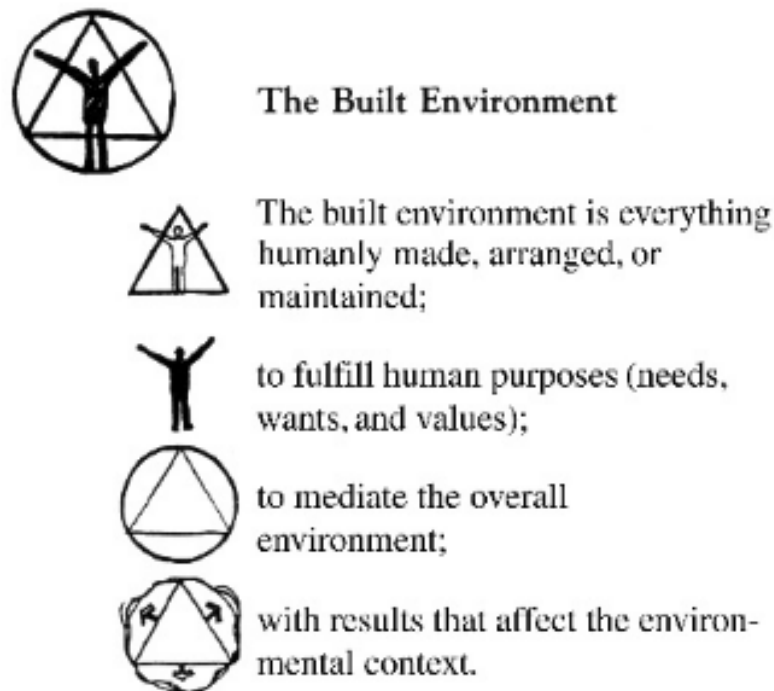 The Built Environment
The built environment is everything
humanly made, arranged, or
maintained;
to fulfill human purposes (needs,
wants, and values);
to mediate the overall
environment;
with results that affect the environ-
mental context.